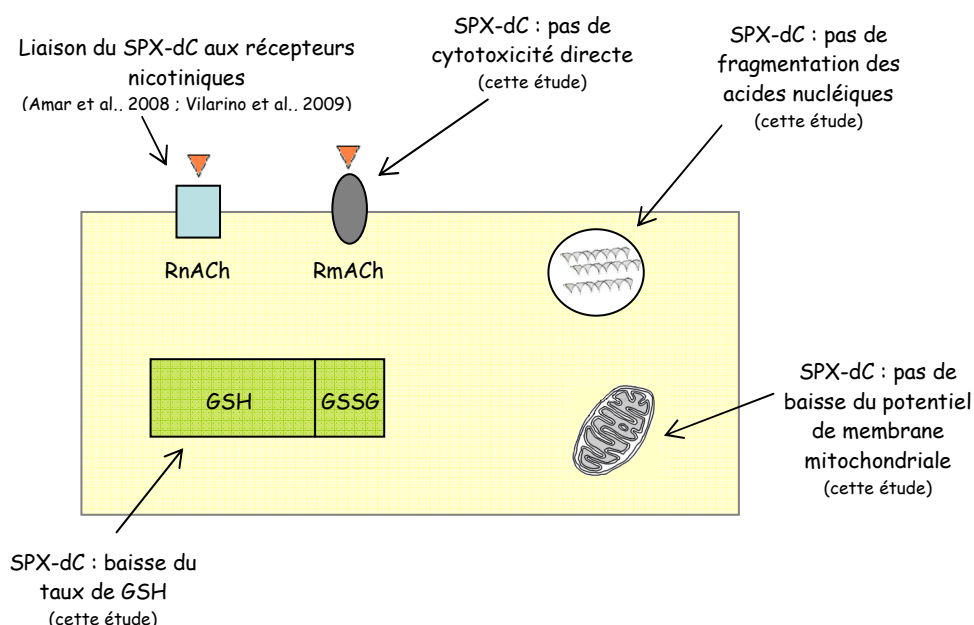 Liaison du SPX-dC aux récepteurs
nicotiniques
(Amar et al., 2008 ; Vilarino et al., 2009)
SPX-dC : pas de
cytotoxicité directe
(cette étude)
SPX-dC : pas de
fragmentation des
acides nucléiques
(cette étude)
RnACh
RmACh
GSH
GSSG
SPX-dC : pas de
baisse du potentiel
de membrane
mitochondriale
(cette étude)
SPX-dC : baisse du
taux de GSH
(cette étude)